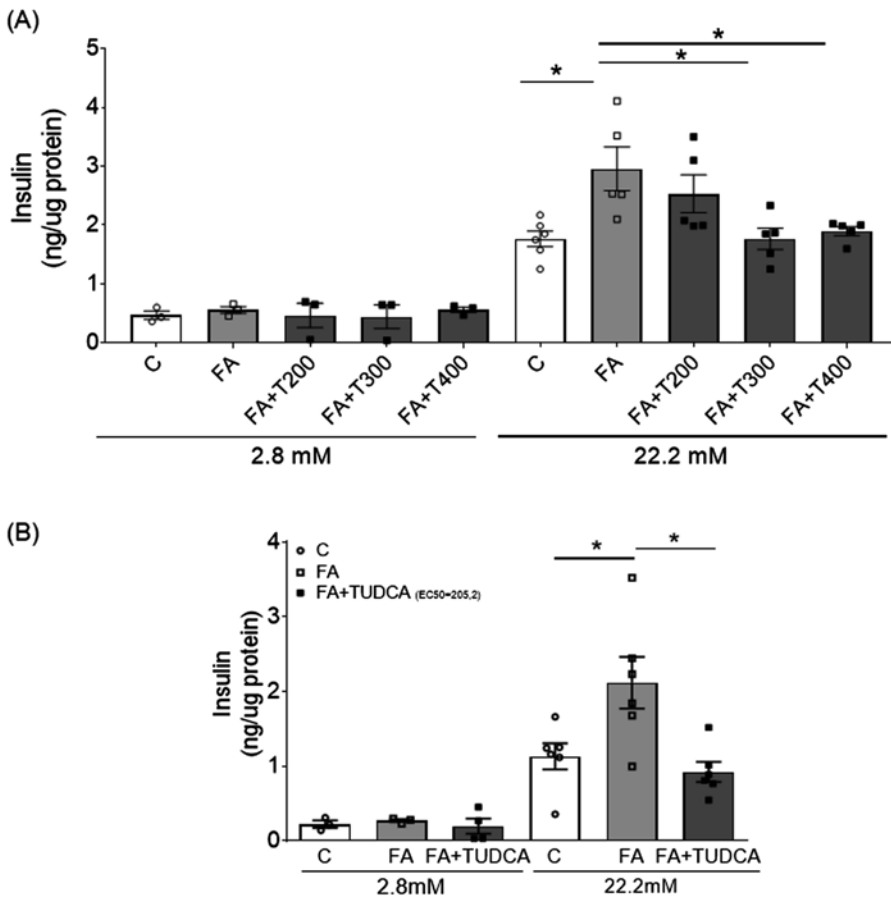 (A)
* * *
5
4
3
2
1
0
Insulin
(ng/ug protein)
C FA FA+T200 FA+T300 FA+T400 C FA FA+T200 FA+T300 FA+T400
2.8 mM 22.2 mM
(B)
4
3
2
1
0
Insulin
(ng/ug protein)
C
FA
FA+TUDCA (EC50=205,2)
* *
C FA FA+TUDCA C FA FA+TUDCA
2.8mM 22.2mM